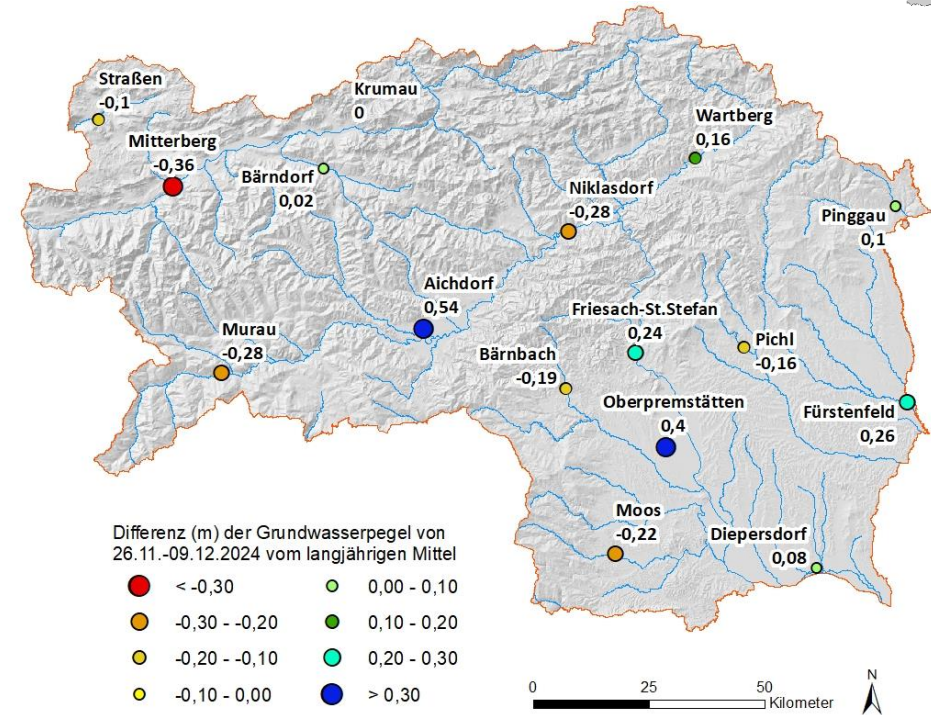 Straßen
-0,1
Krumau
0
Mitterberg
-0,36
Wartberg
0,16
Bärndorf
0,02
Niklasdorf
-0,28
Pinggau
0,1
Aichdorf
0,54
Friesach-St.Stefan
0,24
Murau
-0,28
Bärnbach
-0,19
Pichl
-0,16
Oberpremstätten
0,4
Fürstenfeld
0,26
Moos
-0,22
Diepersdorf
0,08
Differenz (m) der Grundwasserpegel von
26.11.-09.12.2024 vom langjährigen Mittel
< -0,30
-0,30 - -0,20
-0,20 - -0,10
-0,10 - 0,00
0,00 - 0,10
0,10 - 0,20
0,20 - 0,30
> 0,30
0 25 50
Kilometer
N